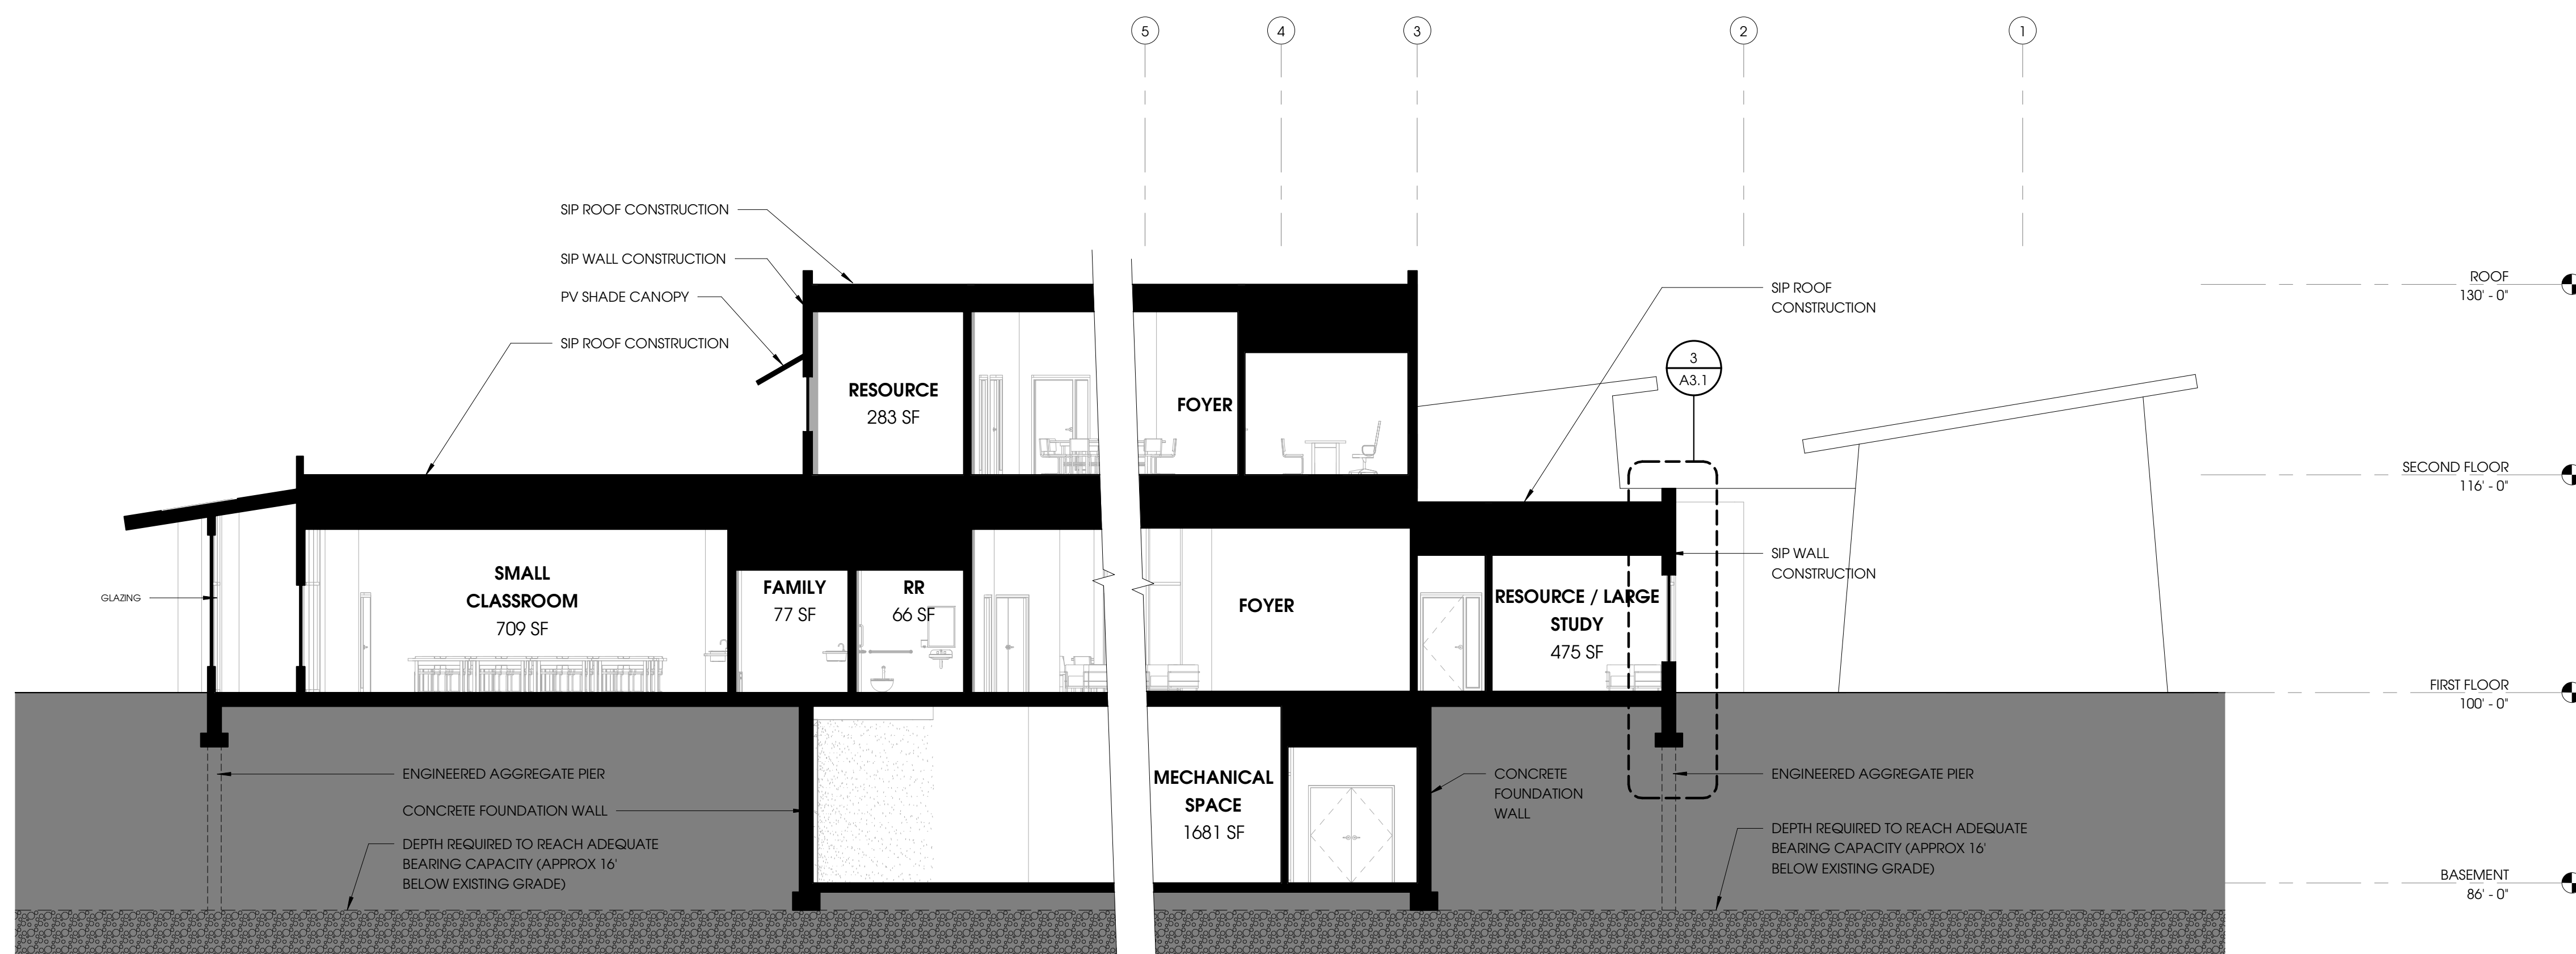 5
4
3
2
1
SIP ROOF CONSTRUCTION
SIP WALL CONSTRUCTION
PV SHADE CANOPY
SIP ROOF CONSTRUCTION
SIP ROOF
CONSTRUCTION
ROOF
130' - 0"
3
A3.1
RESOURCE
283 SF
FOYER
SECOND FLOOR
116' - 0"
GLAZING
SMALL
CLASSROOM
709 SF
FAMILY
77 SF
RR
66 SF
FOYER
RESOURCE / LARGE
STUDY
475 SF
SIP WALL
CONSTRUCTION
FIRST FLOOR
100' - 0"
ENGINEERED AGGREGATE PIER
CONCRETE FOUNDATION WALL
DEPTH REQUIRED TO REACH ADEQUATE
BEARING CAPACITY (APPROX 16'
BELOW EXISTING GRADE)
MECHANICAL
SPACE
1681 SF
CONCRETE
FOUNDATION
WALL
ENGINEERED AGGREGATE PIER
DEPTH REQUIRED TO REACH ADEQUATE
BEARING CAPACITY (APPROX 16'
BELOW EXISTING GRADE)
BASEMENT
86' - 0"